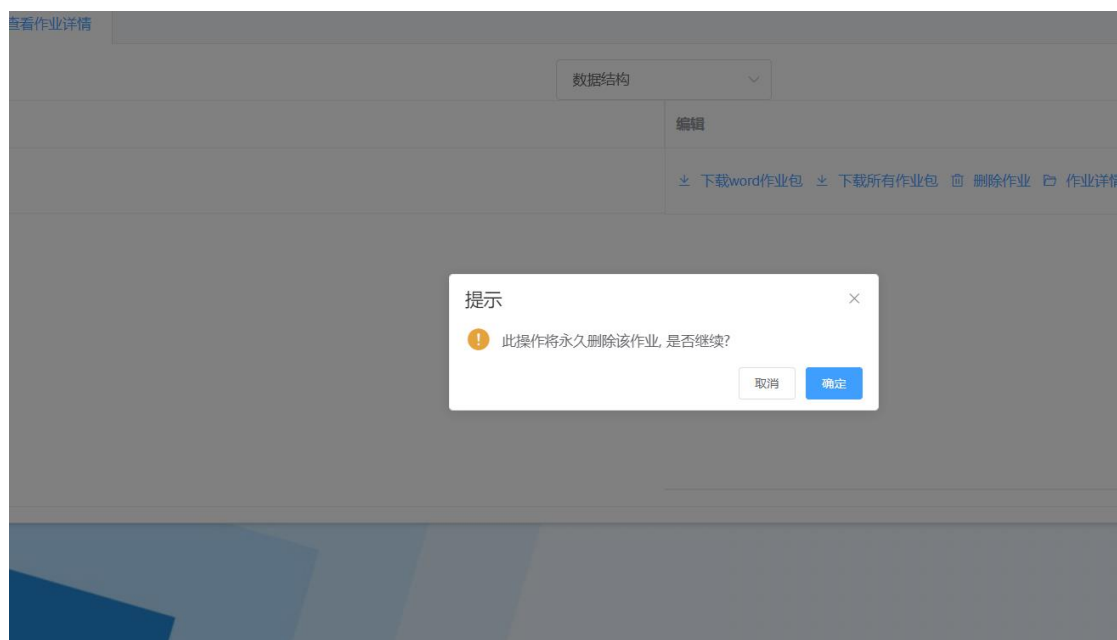 查看作业详情
数据结构
编辑
下载word作业包 下载所有作业包 删除作业 作业详情
提示
此操作将永久删除该作业, 是否继续?
取消 确定